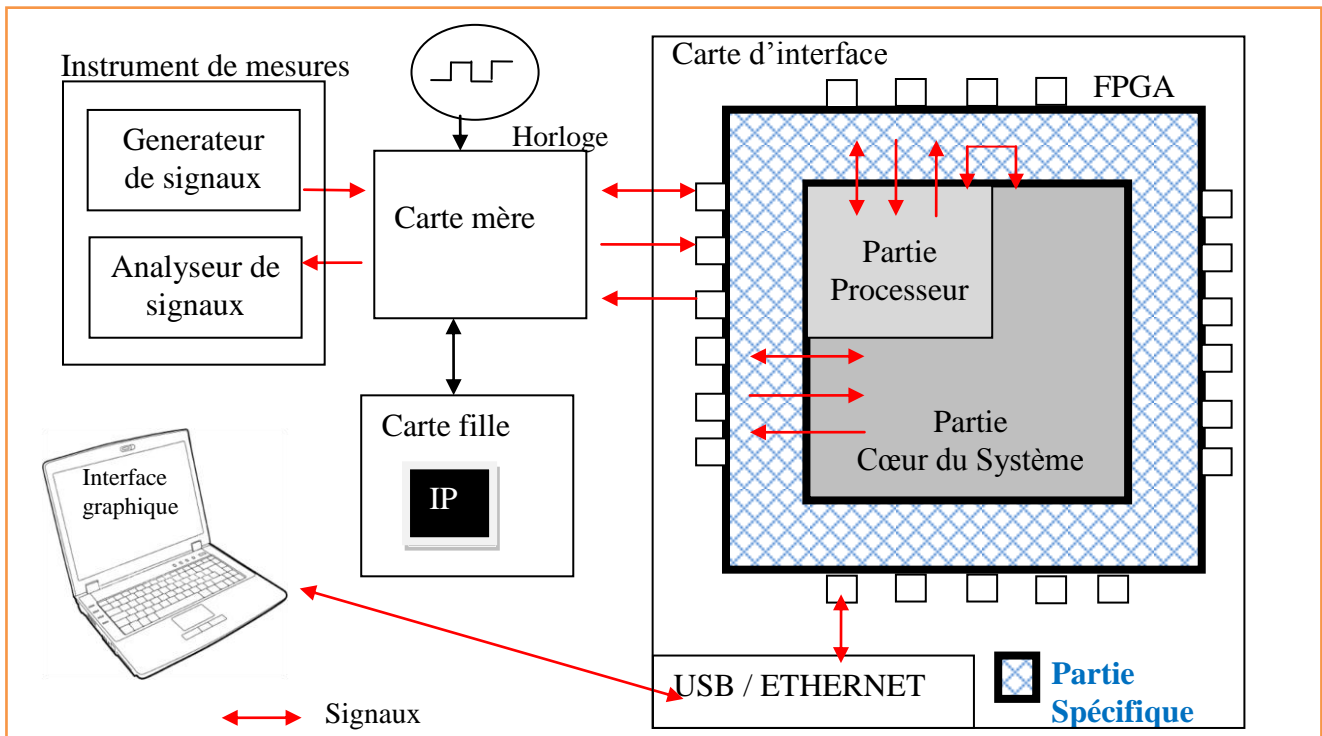 Instrument de mesures
Generateur
de signaux
Analyseur de
signaux
Horloge
Carte mère
Carte fille
IP
Interface
graphique
Signaux
Carte d’interface
FPGA
Partie
Processeur
Partie
Cœur du Système
USB / ETHERNET
Partie
Spécifique